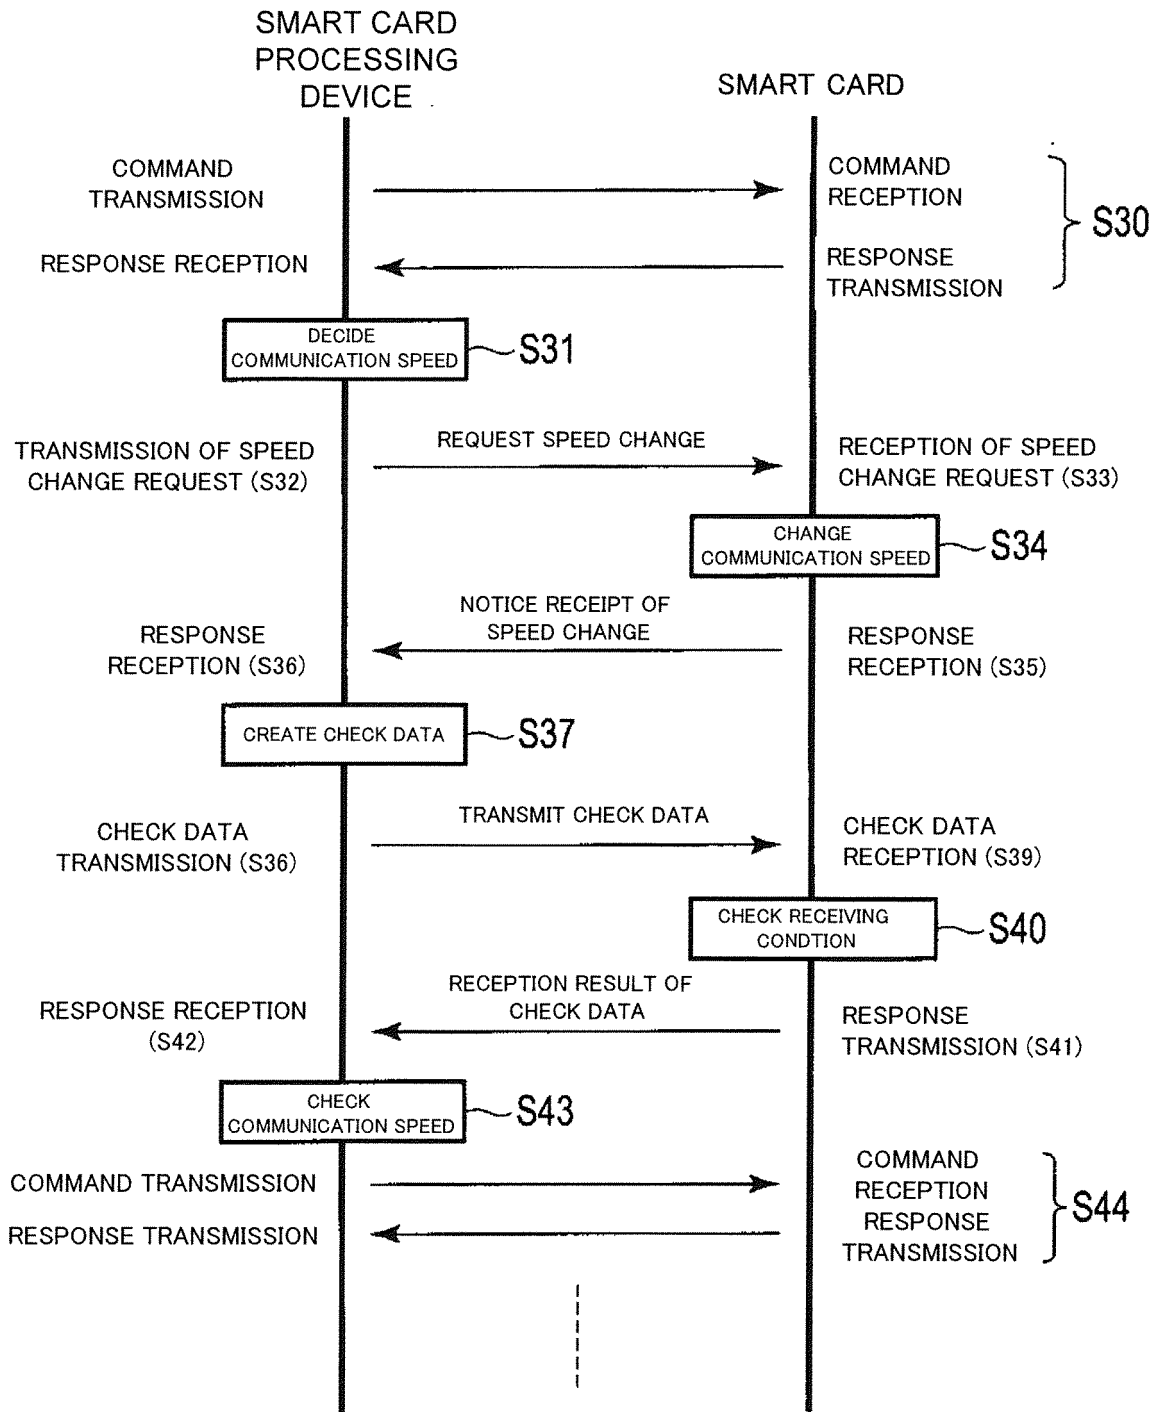 SMART CARD
PROCESSING
DEVICE
SMART CARD
COMMAND
TRANSMISSION
COMMAND
RECEPTION
S30
RESPONSE RECEPTION
RESPONSE
TRANSMISSION
DECIDE
COMMUNICATION SPEED
S31
TRANSMISSION OF SPEED
CHANGE REQUEST (S32)
REQUEST SPEED CHANGE
RECEPTION OF SPEED
CHANGE REQUEST (S33)
CHANGE
COMMUNICATION SPEED
S34
NOTICE RECEIPT OF
SPEED CHANGE
RESPONSE
RECEPTION (S36)
RESPONSE
RECEPTION (S35)
CREATE CHECK DATA
S37
TRANSMIT CHECK DATA
CHECK DATA
TRANSMISSION (S36)
CHECK DATA
RECEPTION (S39)
CHECK RECEIVING
CONDTION
S40
RECEPTION RESULT OF
CHECK DATA
RESPONSE RECEPTION
(S42)
RESPONSE
TRANSMISSION (S41)
CHECK
COMMUNICATION SPEED
S43
COMMAND TRANSMISSION
COMMAND
RECEPTION
RESPONSE TRANSMISSION
RESPONSE
TRANSMISSION
S44